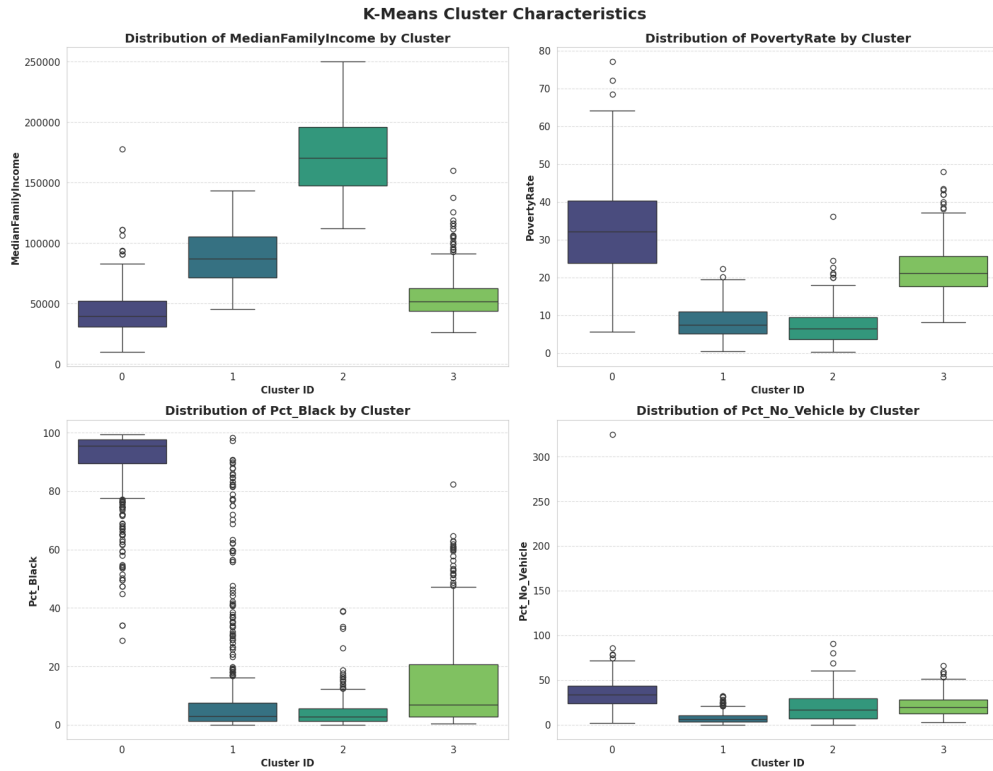 K-Means Cluster Characteristics
Distribution of MedianFamilyIncome by Cluster
MedianFamilyIncome
250000
200000
150000
100000
50000
0
0 1 2 3
Cluster ID
Distribution of PovertyRate by Cluster
PovertyRate
80
70
60
50
40
30
20
10
0
0 1 2 3
Cluster ID
Distribution of Pct_Black by Cluster
Pct_Black
100
80
60
40
20
0
0 1 2 3
Cluster ID
Distribution of Pct_No_Vehicle by Cluster
Pct_No_Vehicle
300
250
200
150
100
50
0
0 1 2 3
Cluster ID